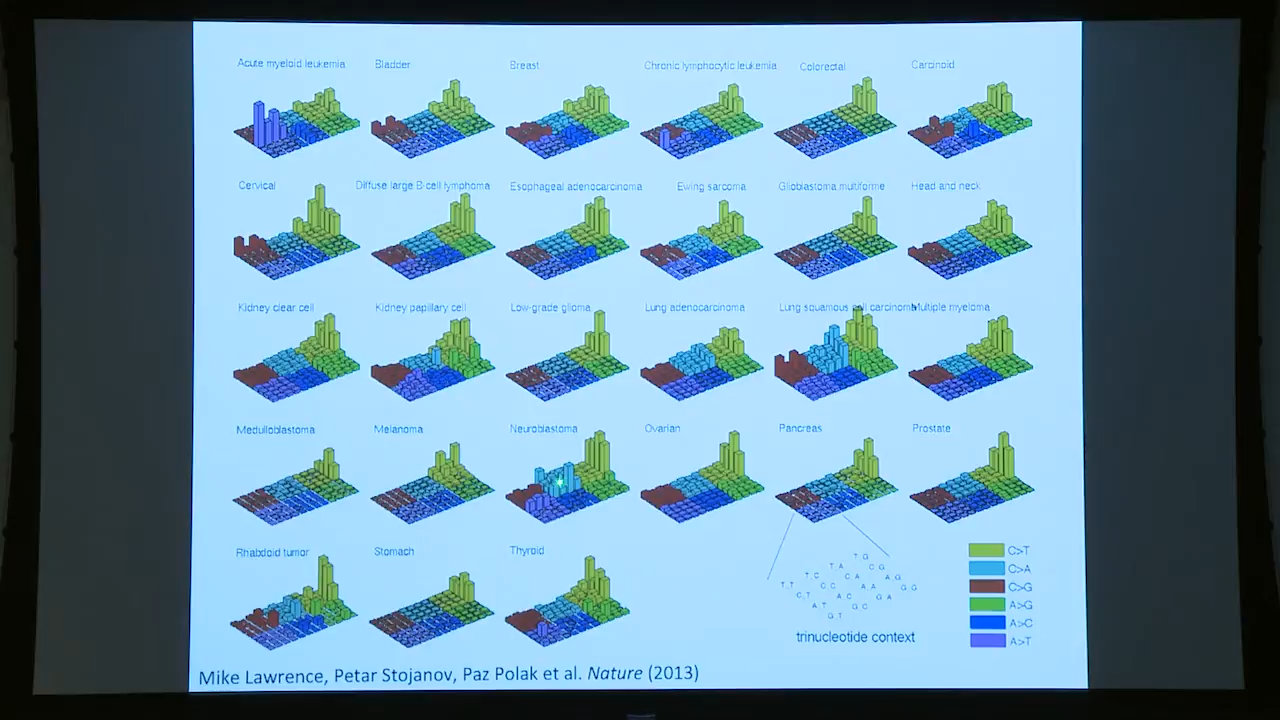 Acute myeloid leukemia
Bladder
Breast
Chronic lymphocytic leukemia
Colorectal
Carcinoid
Cervical
Diffuse large B-cell lymphoma
Esophageal adenocarcinoma
Ewing sarcoma
Glioblastoma multiforme
Head and neck
Kidney clear cell
Kidney papillary cell
Low-grade glioma
Lung adenocarcinoma
Lung squamous cell carcinoma
Multiple myeloma
Medulloblastoma
Melanoma
Neuroblastoma
Ovarian
Pancreas
Prostate
Rhabdoid tumor
Stomach
Thyroid
T G
T A C G
T C C A A G
T T C C A A G G
C T A C G A
A T G C
G T
trinucleotide context
C>T
C>A
C>G
A>G
A>C
A>T
Mike Lawrence, Petar Stojanov, Paz Polak et al. Nature (2013)